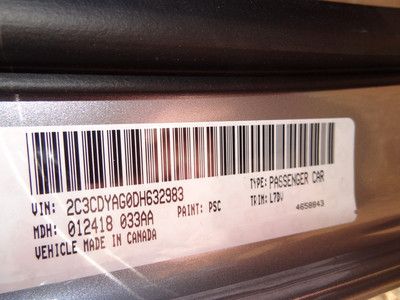 VIN: 2C3CDYAG0DH632983 TYPE: PASSENGER CAR
MDH: 012418 033AA PAINT: PSC TRIM: L7DV
VEHICLE MADE IN CANADA 4658843